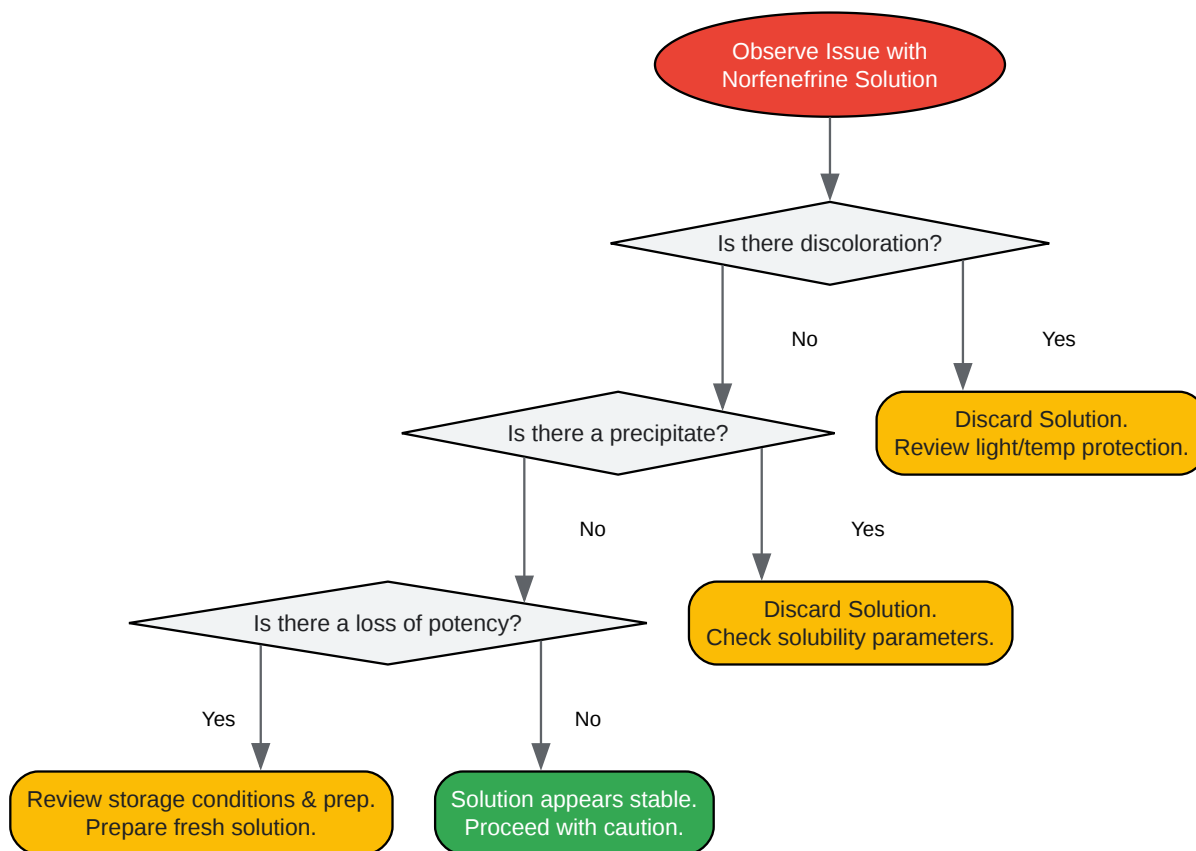 Observe Issue with
Norfenefrine Solution
Is there discoloration?
No
Yes
Discard Solution.
Review light/temp protection.
Is there a precipitate?
No
Yes
Discard Solution.
Check solubility parameters.
Is there a loss of potency?
Yes
No
Review storage conditions & prep.
Prepare fresh solution.
Solution appears stable.
Proceed with caution.